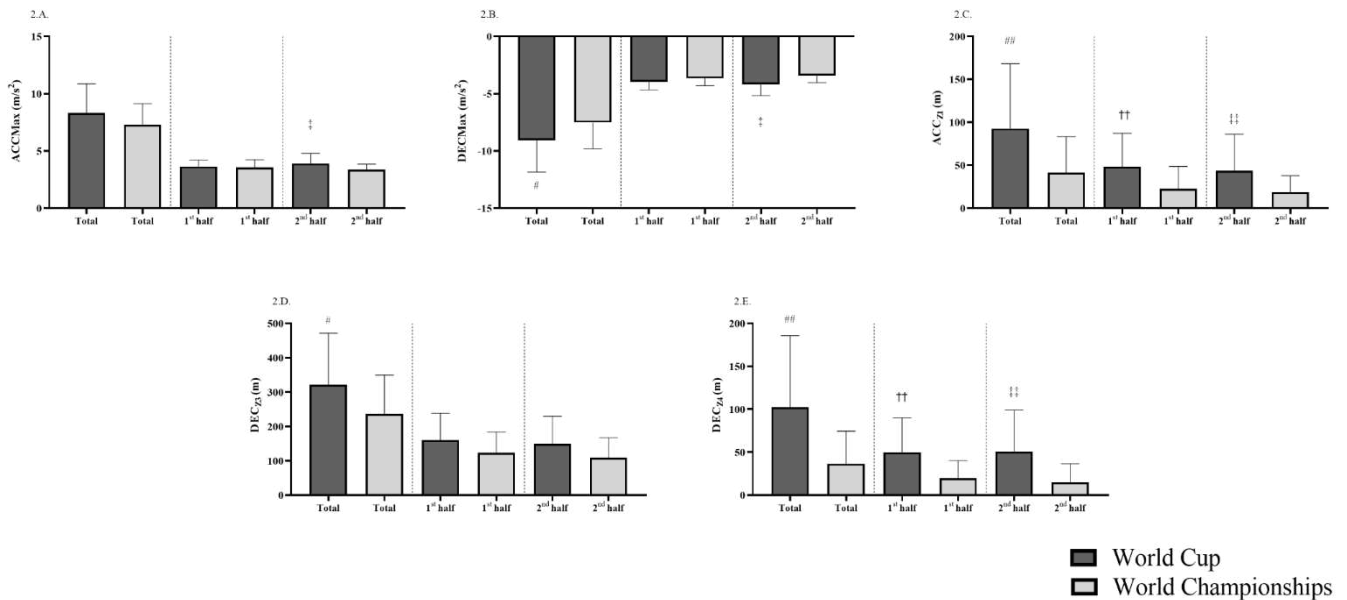 2.A.
15
10
5
0
ACCMax (m/s²)
‡
Total Total 1st half 1st half 2nd half 2nd half
2.B.
0
-5
-10
-15
DECMax (m/s²)
#
‡
Total Total 1st half 1st half 2nd half 2nd half
2.C.
200
150
100
50
0
ACC_Z1 (m)
##
††
‡‡
Total Total 1st half 1st half 2nd half 2nd half
2.D.
500
400
300
200
100
0
DEC_Z3 (m)
#
Total Total 1st half 1st half 2nd half 2nd half
2.E.
200
150
100
50
0
DEC_Z4 (m)
##
††
‡‡
Total Total 1st half 1st half 2nd half 2nd half
World Cup
World Championships